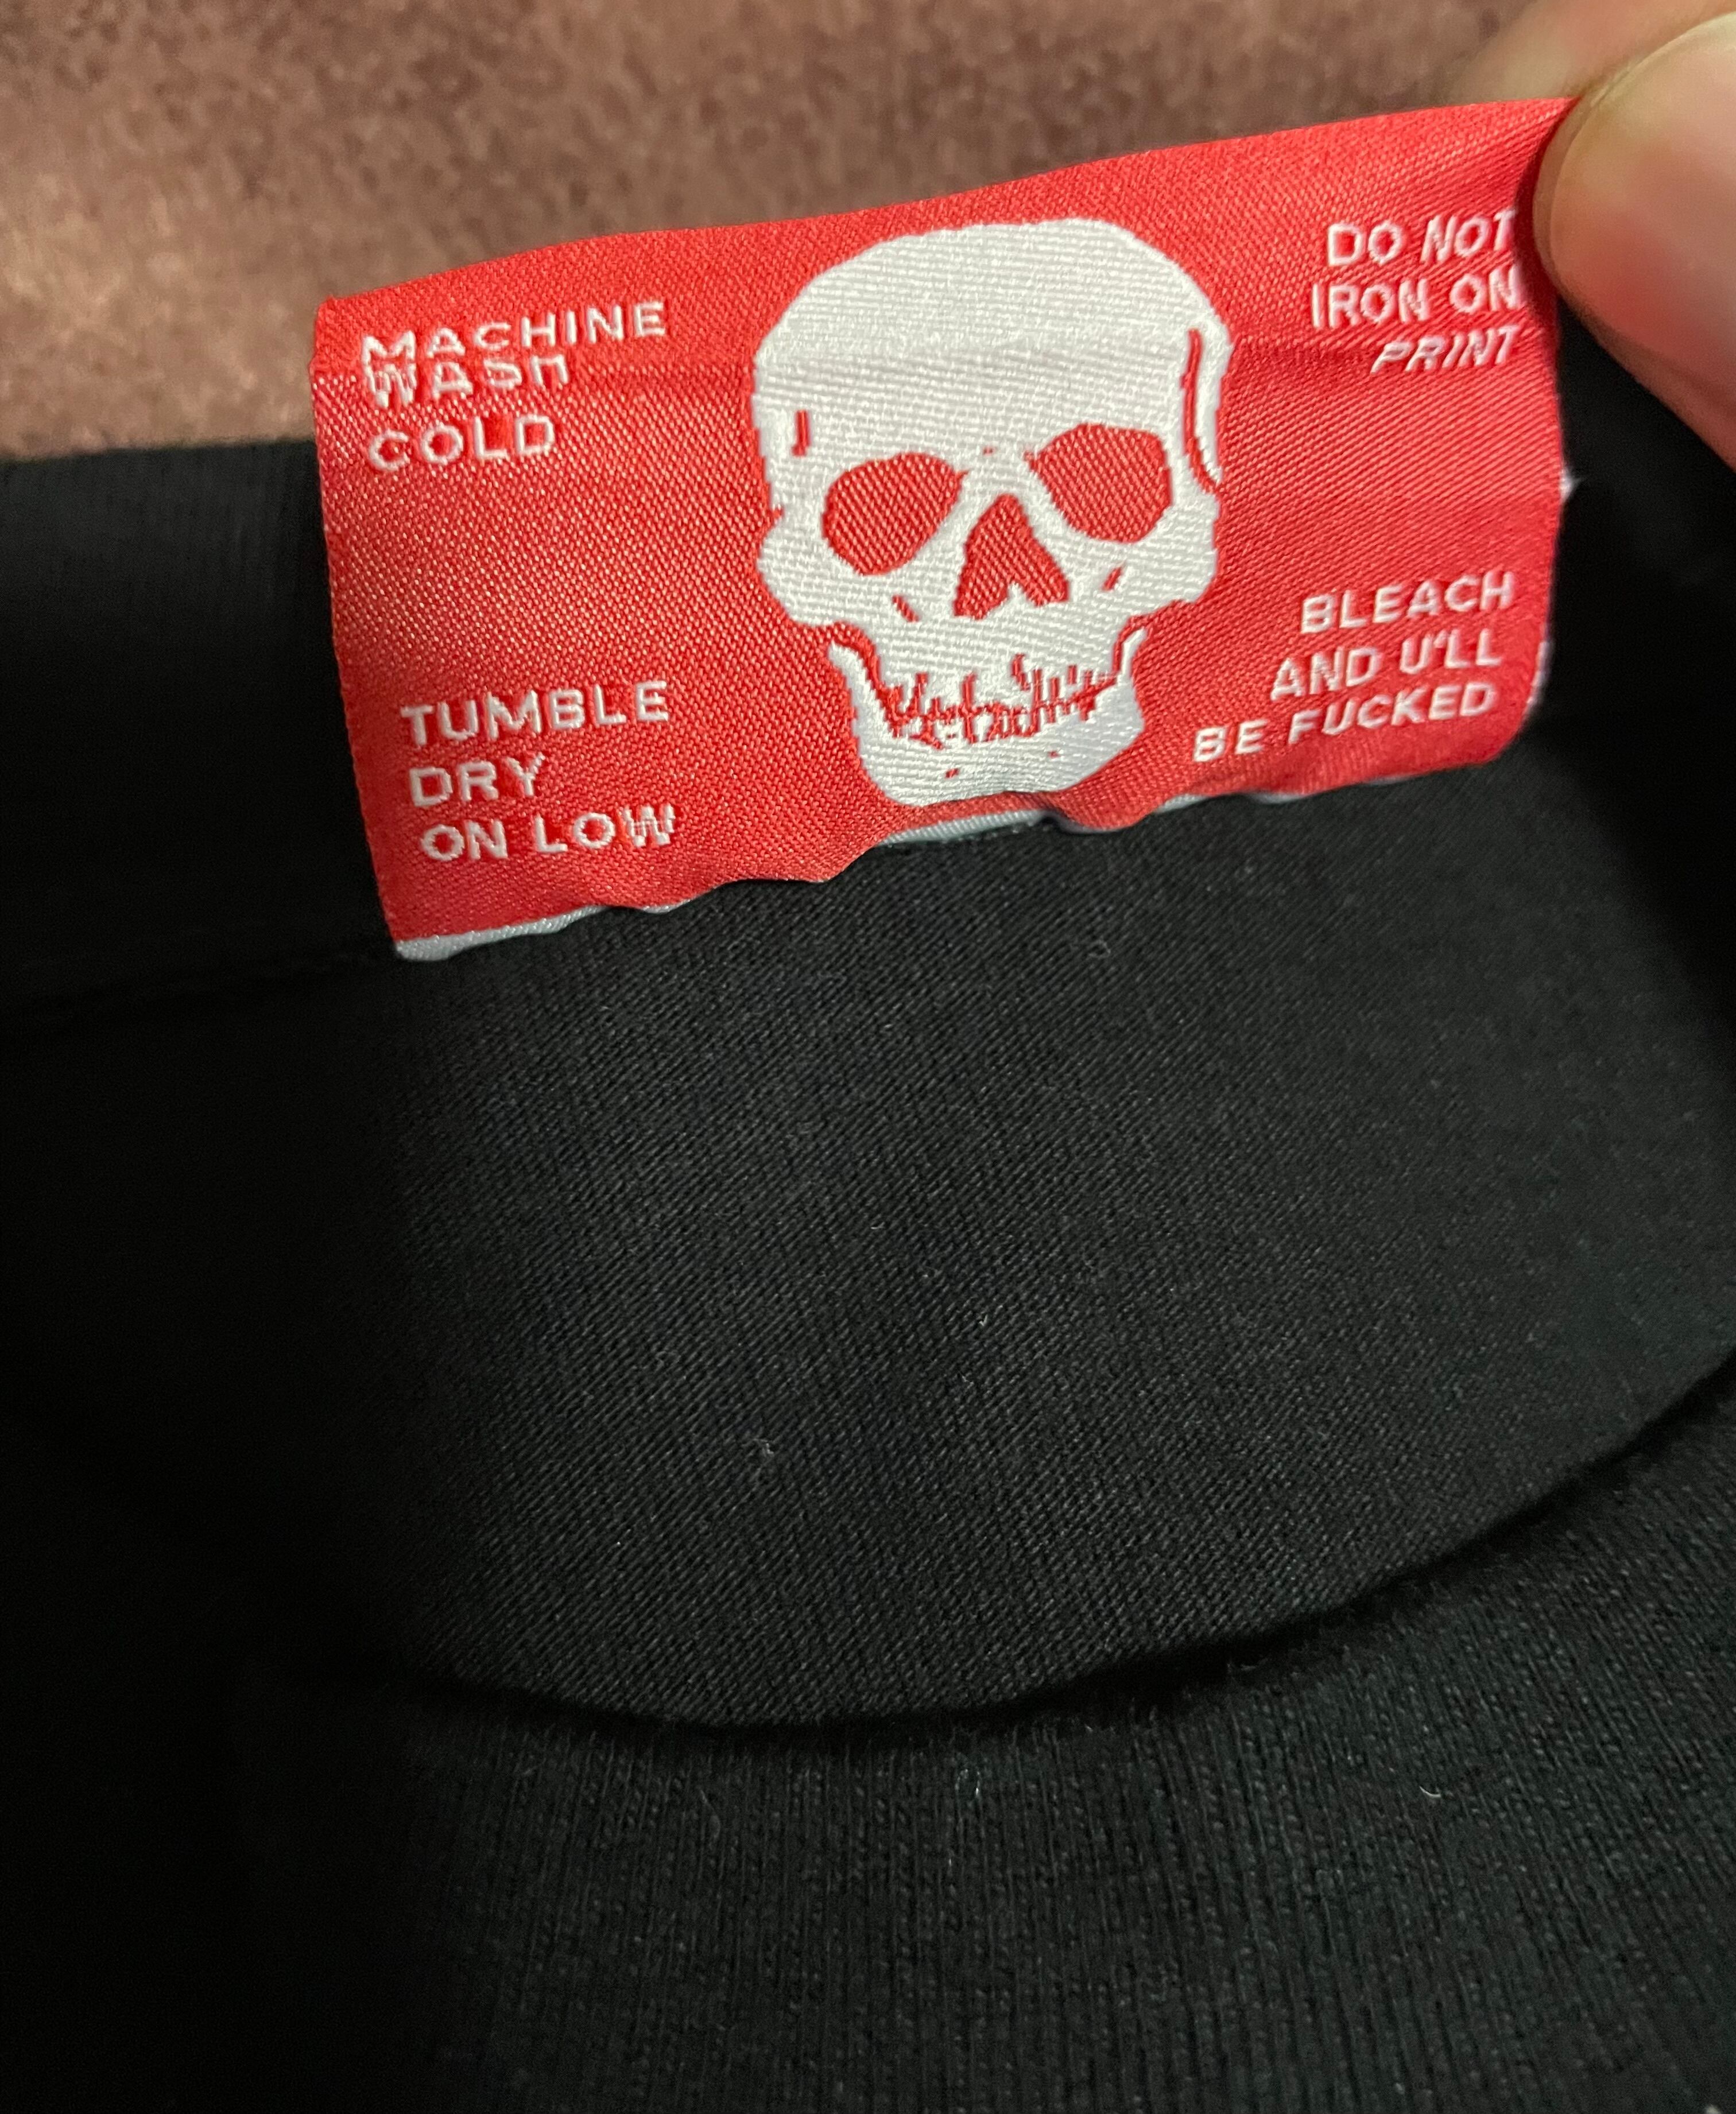 MACHINE
WASH
COLD
TUMBLE
DRY
ON LOW
DO NOT
IRON ON
PRINT
BLEACH
AND U'LL
BE FUCKED